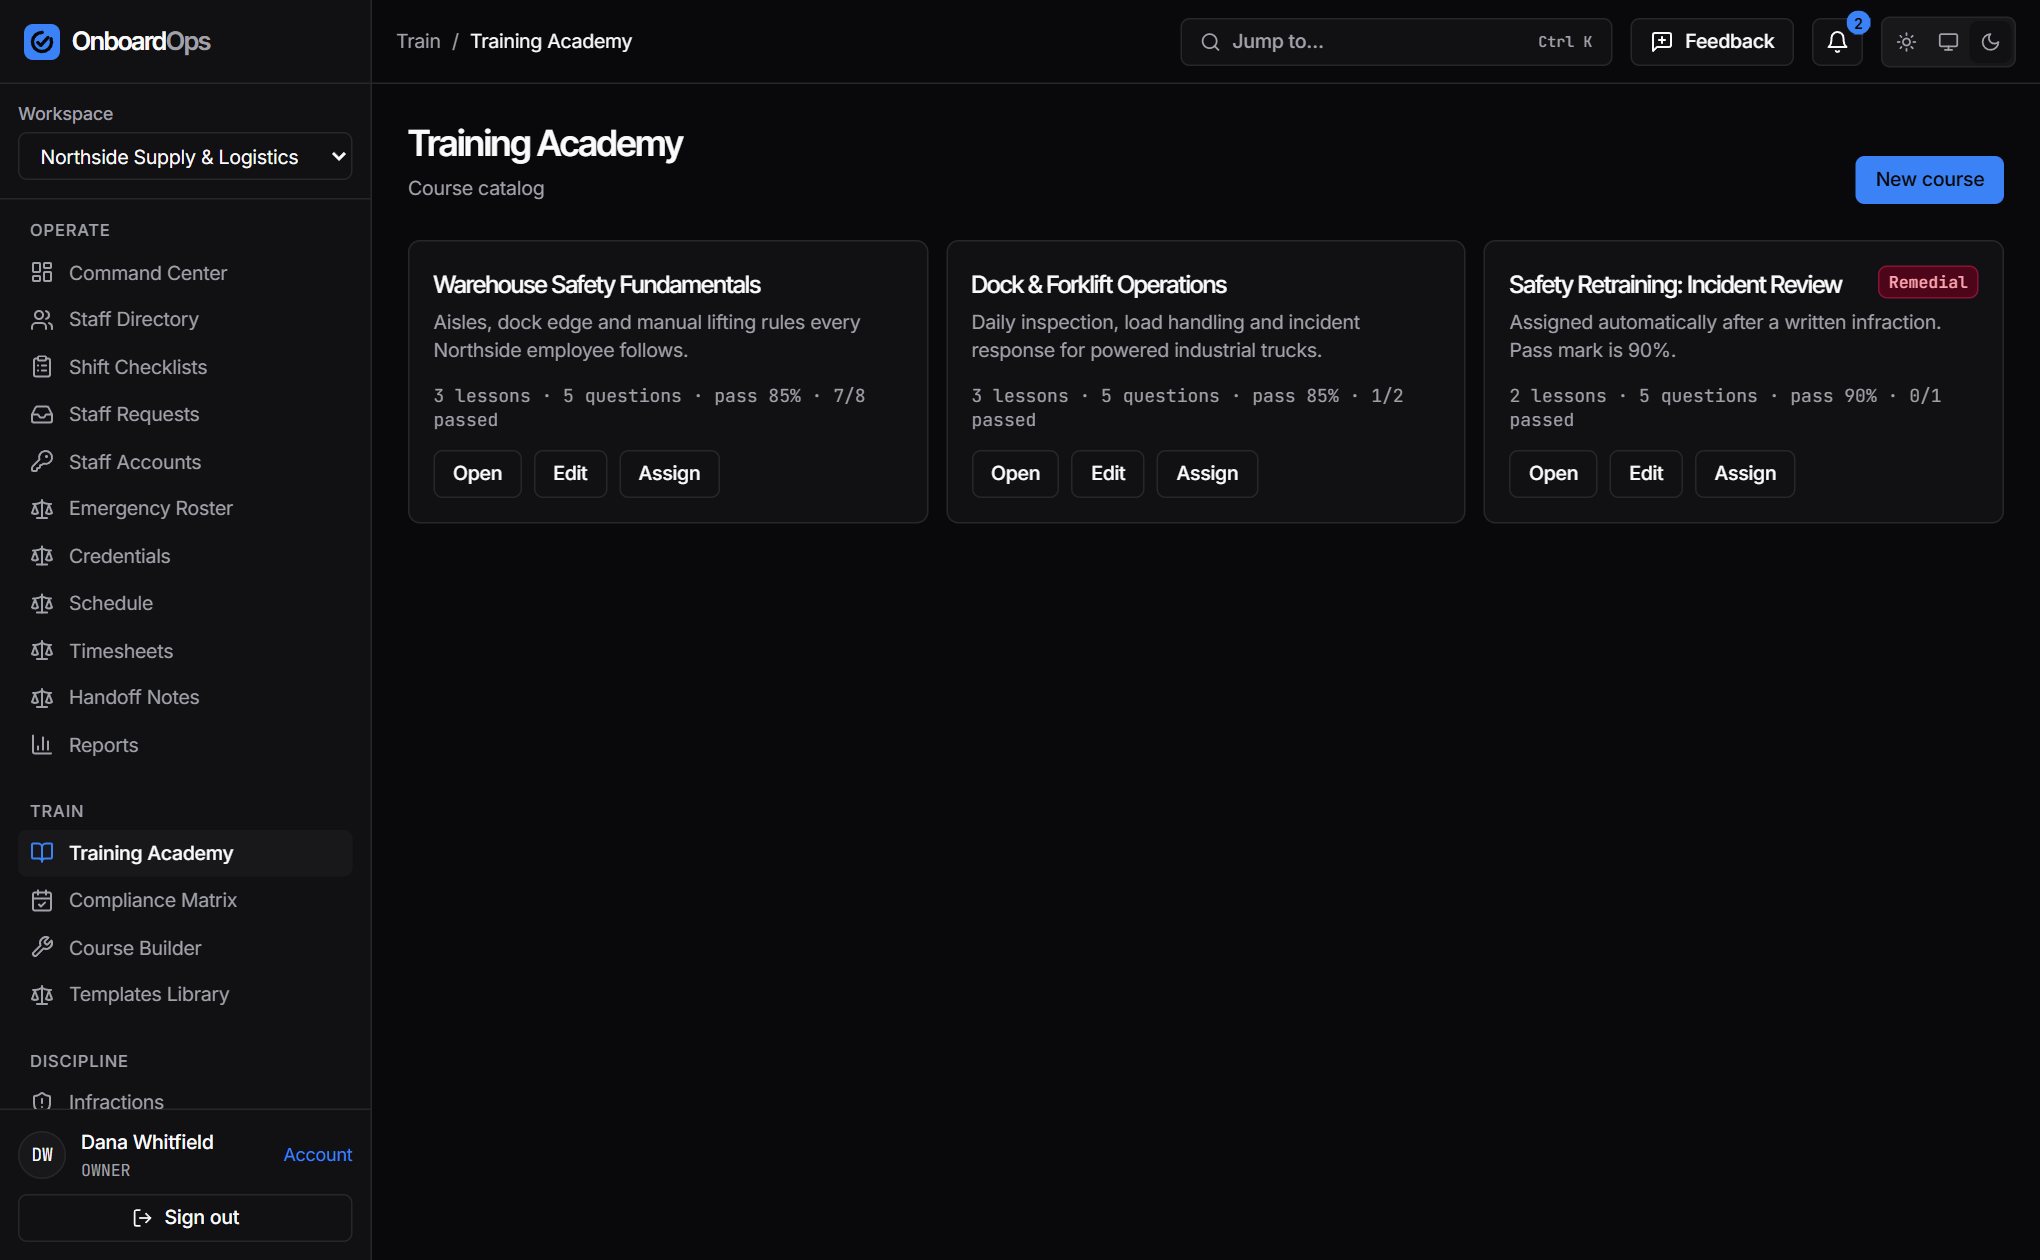 OnboardOps
Train / Training Academy
Jump to...
Ctrl K
Feedback
2
Workspace
Northside Supply & Logistics
OPERATE
Command Center
Staff Directory
Shift Checklists
Staff Requests
Staff Accounts
Emergency Roster
Credentials
Schedule
Timesheets
Handoff Notes
Reports
TRAIN
Training Academy
Compliance Matrix
Course Builder
Templates Library
DISCIPLINE
Infractions
DW
Dana Whitfield
OWNER
Account
Sign out
Training Academy
Course catalog
New course
Warehouse Safety Fundamentals
Aisles, dock edge and manual lifting rules every
Northside employee follows.
3 lessons · 5 questions · pass 85% · 7/8
passed
Open
Edit
Assign
Dock & Forklift Operations
Daily inspection, load handling and incident
response for powered industrial trucks.
3 lessons · 5 questions · pass 85% · 1/2
passed
Open
Edit
Assign
Safety Retraining: Incident Review
Remedial
Assigned automatically after a written infraction.
Pass mark is 90%.
2 lessons · 5 questions · pass 90% · 0/1
passed
Open
Edit
Assign